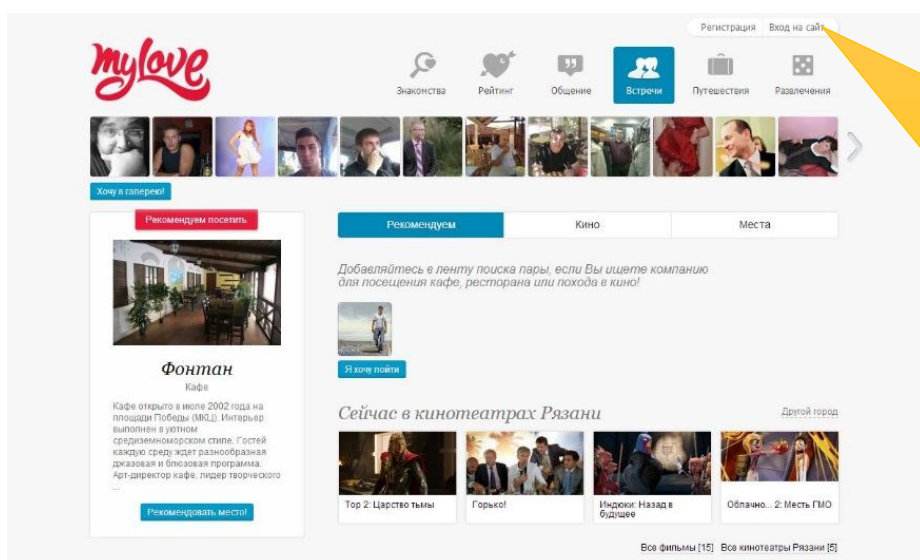 Регистрация Вход на сайт
mylove
Знакомства Рейтинг Общение Встречи Путешествия Развлечения
Хочу в галерею!
Рекомендуем посетить
Рекомендуем Кино Места
Добавляйтесь в ленту поиска пары, если Вы ищете компанию
для посещения кафе, ресторана или похода в кино!
Я хочу пойти
Фонтан
Кафе
Кафе открыто в июле 2002 года на
площади Победы (МКЦ). Интерьер
выполнен в уютном
средиземноморском стиле. Гостей
каждую среду ждет разнообразная
джазовая и блюзовая программа.
Арт-директор кафе, лидер творческого
...
Рекомендовать место!
Сейчас в кинотеатрах Рязани Другой город
Тор 2: Царство тьмы
Горько!
Индюки: Назад в
будущее
Облачно... 2: Месть ГМО
Все фильмы [15] Все кинотеатры Рязани [5]